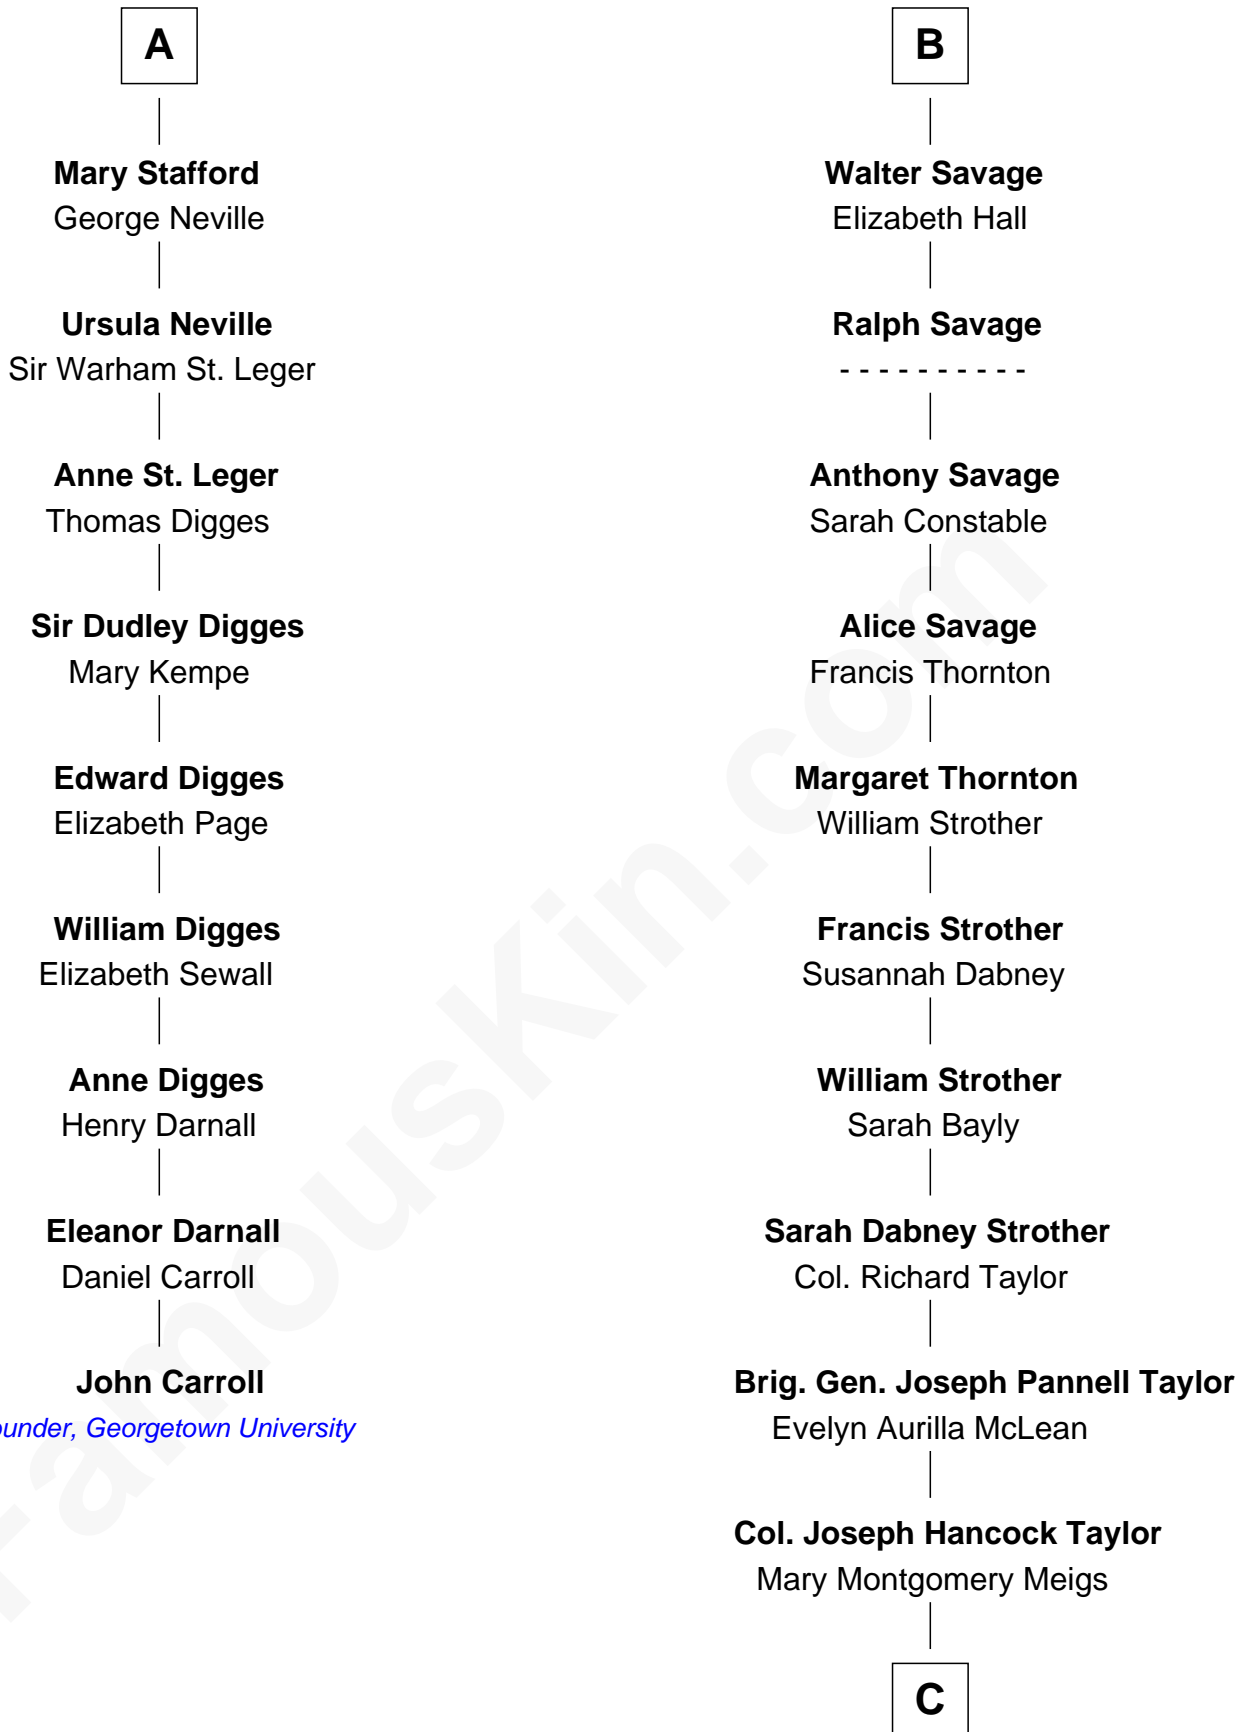 A
Mary Stafford
George Neville
Ursula Neville
Sir Warham St. Leger
Anne St. Leger
Thomas Digges
Sir Dudley Digges
Mary Kempe
Edward Digges
Elizabeth Page
William Digges
Elizabeth Sewall
Anne Digges
Henry Darnall
Eleanor Darnall
Daniel Carroll
John Carroll
Georgetown University
B
Walter Savage
Elizabeth Hall
Ralph Savage
- - - - - - - - - -
Anthony Savage
Sarah Constable
Alice Savage
Francis Thornton
Margaret Thornton
William Strother
Francis Strother
Susannah Dabney
William Strother
Sarah Bayly
Sarah Dabney Strother
Col. Richard Taylor
Brig. Gen. Joseph Pannell Taylor
Evelyn Aurilla McLean
Col. Joseph Hancock Taylor
Mary Montgomery Meigs
C
FamousKin.com